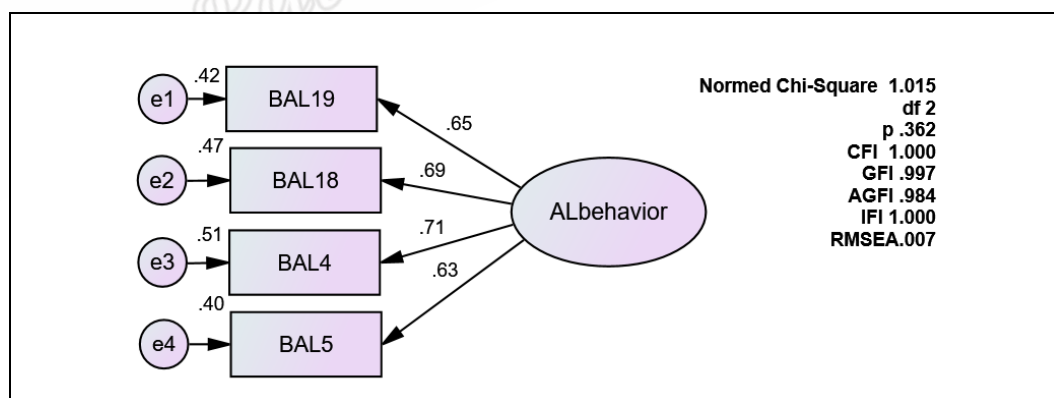 .42
e1
BAL19
.65
.47
e2
BAL18
.69
.51
e3
BAL4
.71
.40
e4
BAL5
.63
ALbehavior
Normed Chi-Square 1.015
df 2
p .362
CFI 1.000
GFI .997
AGFI .984
IFI 1.000
RMSEA.007